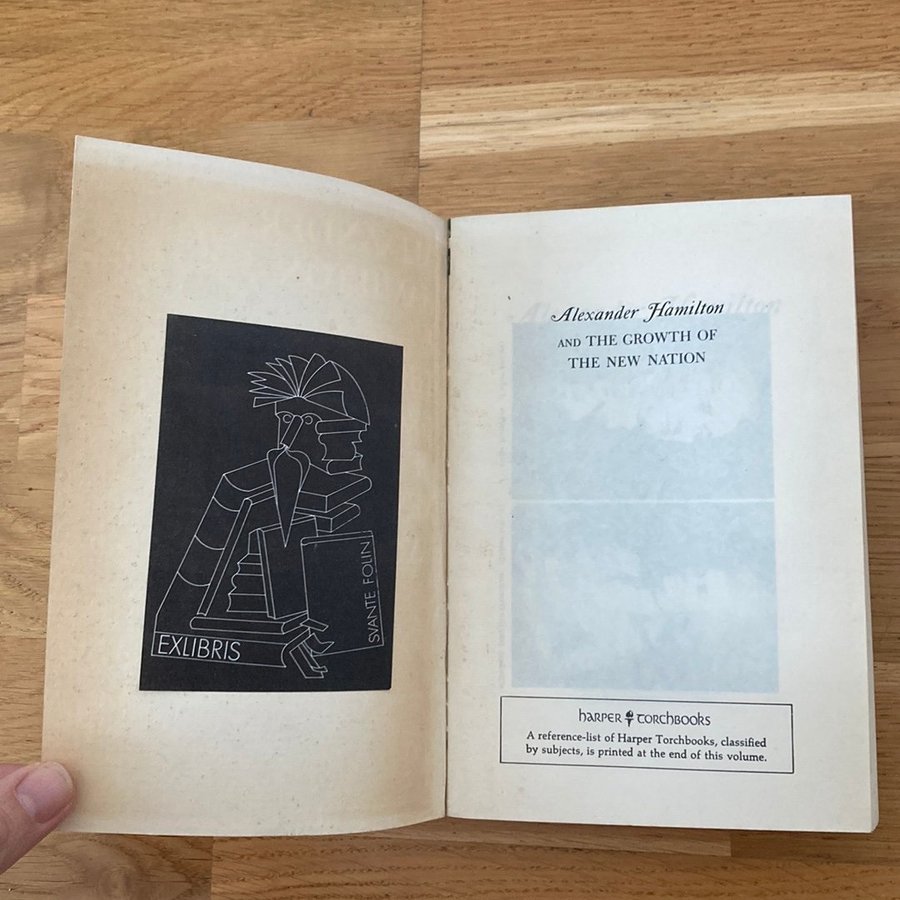 EXLIBRIS
SVANTE FOLIN
Alexander Hamilton
AND THE GROWTH OF
THE NEW NATION
HARPER TORCHBOOKS
A reference-list of Harper Torchbooks, classified
by subjects, is printed at the end of this volume.